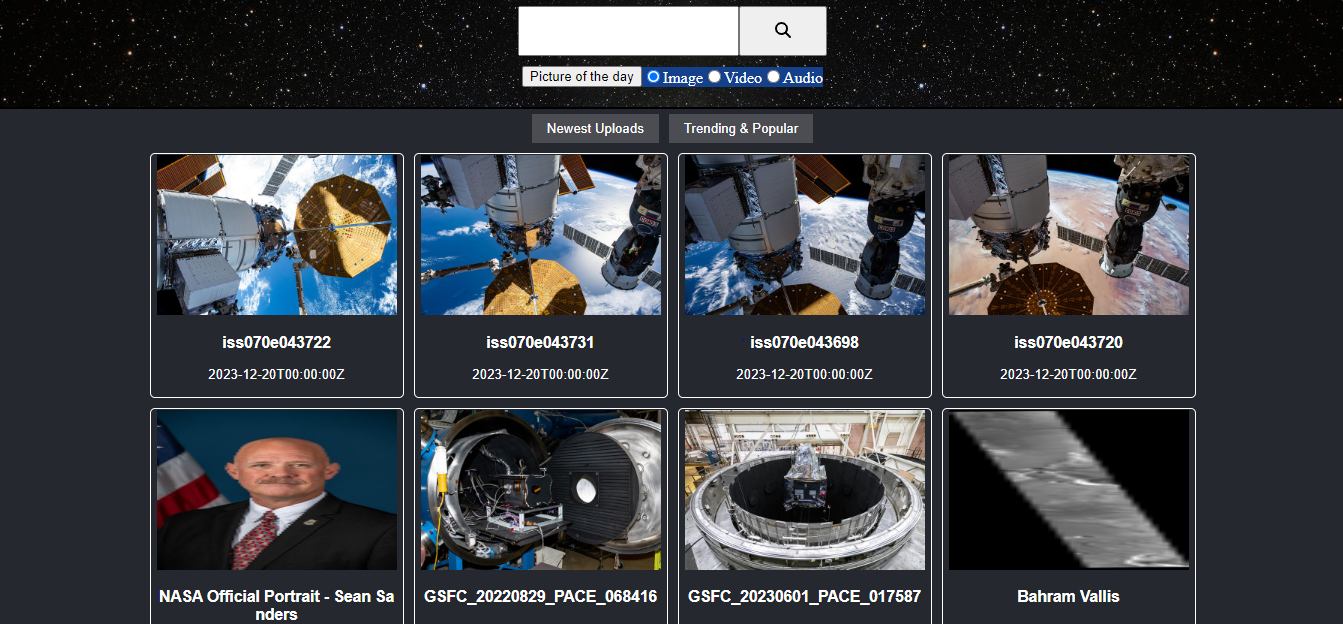 Picture of the day Image Video Audio
Newest Uploads Trending & Popular
iss070e043722 iss070e043731 iss070e043698 iss070e043720
2023-12-20T00:00:00Z 2023-12-20T00:00:00Z 2023-12-20T00:00:00Z 2023-12-20T00:00:00Z
NASA Official Portrait - Sean Sa
nders
GSFC_20220829_PACE_068416
GSFC_20230601_PACE_017587
Bahram Vallis